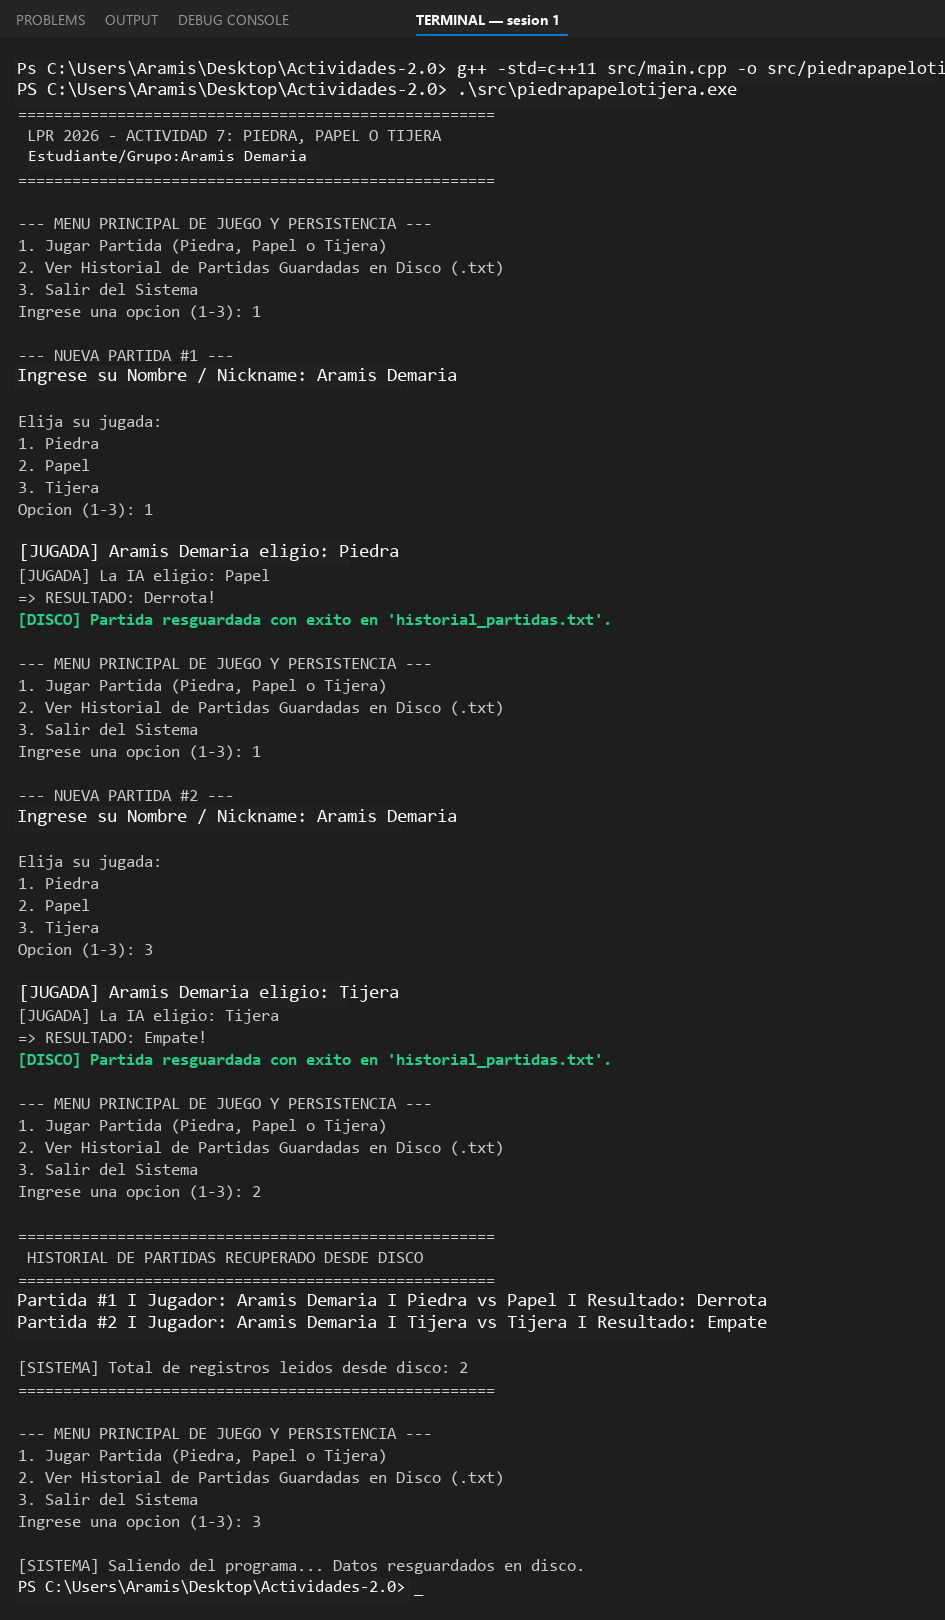 PROBLEMS OUTPUT DEBUG CONSOLE TERMINAL — sesion 1
Ps C:\Users\Aramis\Desktop\Actividades-2.0> g++ -std=c++11 src/main.cpp -o src/piedrapapeloti
PS C:\Users\Aramis\Desktop\Actividades-2.0> .\src\piedrapapelotijera.exe
=====================================================
LPR 2026 - ACTIVIDAD 7: PIEDRA, PAPEL O TIJERA
Estudiante/Grupo:Aramis Demaria
=====================================================
--- MENU PRINCIPAL DE JUEGO Y PERSISTENCIA ---
1. Jugar Partida (Piedra, Papel o Tijera)
2. Ver Historial de Partidas Guardadas en Disco (.txt)
3. Salir del Sistema
Ingrese una opcion (1-3): 1
--- NUEVA PARTIDA #1 ---
Ingrese su Nombre / Nickname: Aramis Demaria
Elija su jugada:
1. Piedra
2. Papel
3. Tijera
Opcion (1-3): 1
[JUGADA] Aramis Demaria eligio: Piedra
[JUGADA] La IA eligio: Papel
=> RESULTADO: Derrota!
[DISCO] Partida resguardada con exito en 'historial_partidas.txt'.
--- MENU PRINCIPAL DE JUEGO Y PERSISTENCIA ---
1. Jugar Partida (Piedra, Papel o Tijera)
2. Ver Historial de Partidas Guardadas en Disco (.txt)
3. Salir del Sistema
Ingrese una opcion (1-3): 1
--- NUEVA PARTIDA #2 ---
Ingrese su Nombre / Nickname: Aramis Demaria
Elija su jugada:
1. Piedra
2. Papel
3. Tijera
Opcion (1-3): 3
[JUGADA] Aramis Demaria eligio: Tijera
[JUGADA] La IA eligio: Tijera
=> RESULTADO: Empate!
[DISCO] Partida resguardada con exito en 'historial_partidas.txt'.
--- MENU PRINCIPAL DE JUEGO Y PERSISTENCIA ---
1. Jugar Partida (Piedra, Papel o Tijera)
2. Ver Historial de Partidas Guardadas en Disco (.txt)
3. Salir del Sistema
Ingrese una opcion (1-3): 2
=====================================================
HISTORIAL DE PARTIDAS RECUPERADO DESDE DISCO
=====================================================
Partida #1 I Jugador: Aramis Demaria I Piedra vs Papel I Resultado: Derrota
Partida #2 I Jugador: Aramis Demaria I Tijera vs Tijera I Resultado: Empate
[SISTEMA] Total de registros leidos desde disco: 2
=====================================================
--- MENU PRINCIPAL DE JUEGO Y PERSISTENCIA ---
1. Jugar Partida (Piedra, Papel o Tijera)
2. Ver Historial de Partidas Guardadas en Disco (.txt)
3. Salir del Sistema
Ingrese una opcion (1-3): 3
[SISTEMA] Saliendo del programa... Datos resguardados en disco.
PS C:\Users\Aramis\Desktop\Actividades-2.0> _